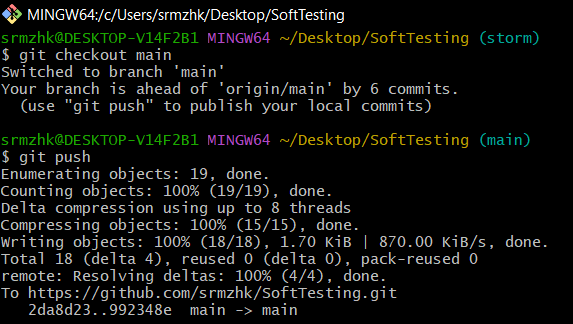 MINGW64:/c/Users/srmzhk/Desktop/SoftTesting
srmzhk@DESKTOP-V14F2B1 MINGW64 ~/Desktop/SoftTesting (storm)
$ git checkout main
Switched to branch 'main'
Your branch is ahead of 'origin/main' by 6 commits.
  (use "git push" to publish your local commits)
srmzhk@DESKTOP-V14F2B1 MINGW64 ~/Desktop/SoftTesting (main)
$ git push
Enumerating objects: 19, done.
Counting objects: 100% (19/19), done.
Delta compression using up to 8 threads
Compressing objects: 100% (15/15), done.
Writing objects: 100% (18/18), 1.70 KiB | 870.00 KiB/s, done.
Total 18 (delta 4), reused 0 (delta 0), pack-reused 0
remote: Resolving deltas: 100% (4/4), done.
To https://github.com/srmzhk/SoftTesting.git
   2da8d23..992348e  main -> main